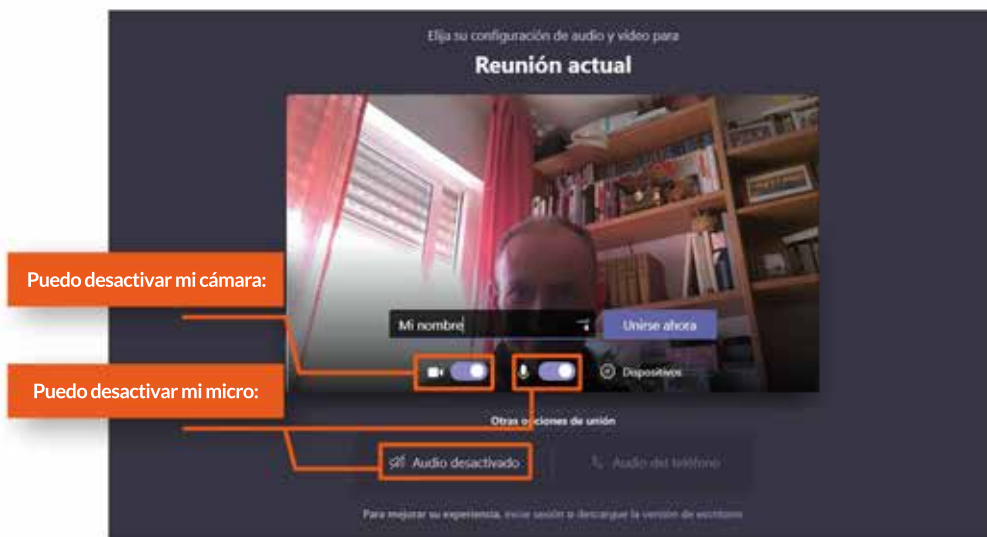 Elija su configuración de audio y vídeo para
Reunión actual
Puedo desactivar mi cámara:
Mi nombre
Unirse ahora
Dispositivos
Puedo desactivar mi micro:
Otras opciones de unión
Audio desactivado
Audio del teléfono
Para mejorar su experiencia, inicie sesión o descargue la versión de escritorio